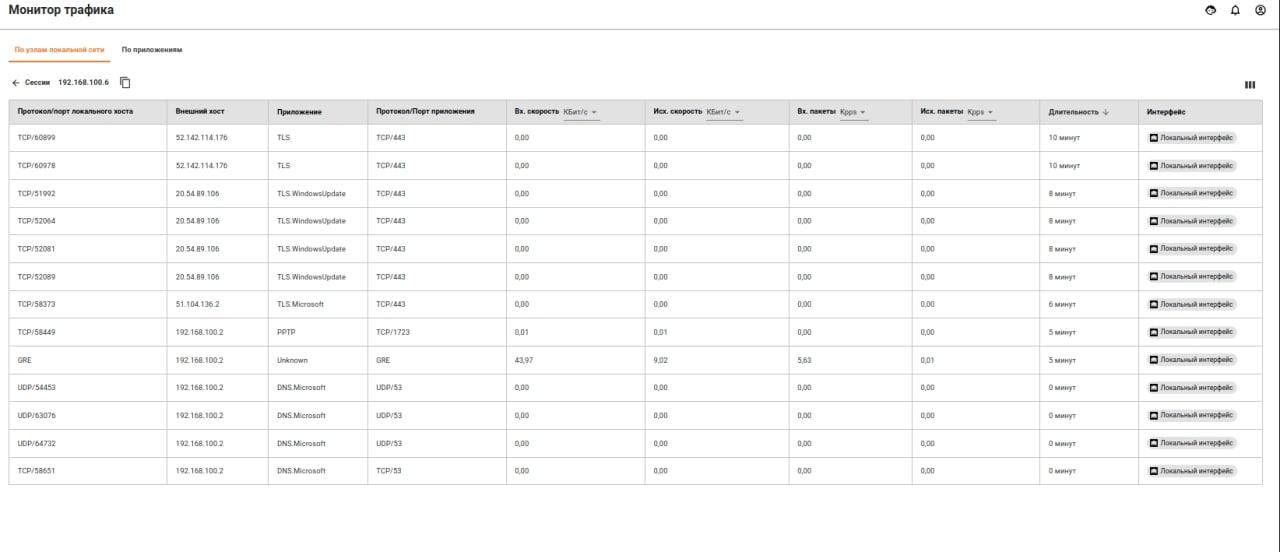 Монитор трафика
По узлам локальной сети По приложениям
Сессии 192.168.100.6
Протокол/порт локального хоста Внешний хост Приложение Протокол/Порт приложения Вх. скорость КБит/с Исх. скорость КБит/с Вх. пакеты Kpps Исх. пакеты Kpps Длительность Интерфейс
TCP/60899 52.142.114.176 TLS TCP/443 0,00 0,00 0,00 0,00 10 минут Локальный интерфейс
TCP/60978 52.142.114.176 TLS TCP/443 0,00 0,00 0,00 0,00 10 минут Локальный интерфейс
TCP/51992 20.54.89.106 TLS.WindowsUpdate TCP/443 0,00 0,00 0,00 0,00 8 минут Локальный интерфейс
TCP/52064 20.54.89.106 TLS.WindowsUpdate TCP/443 0,00 0,00 0,00 0,00 8 минут Локальный интерфейс
TCP/52081 20.54.89.106 TLS.WindowsUpdate TCP/443 0,00 0,00 0,00 0,00 8 минут Локальный интерфейс
TCP/52089 20.54.89.106 TLS.WindowsUpdate TCP/443 0,00 0,00 0,00 0,00 8 минут Локальный интерфейс
TCP/58373 51.104.136.2 TLS.Microsoft TCP/443 0,00 0,00 0,00 0,00 6 минут Локальный интерфейс
TCP/58449 192.168.100.2 PPTP TCP/1723 0,01 0,01 0,00 0,00 5 минут Локальный интерфейс
GRE 192.168.100.2 Unknown GRE 43,97 9,02 5,63 0,01 5 минут Локальный интерфейс
UDP/54453 192.168.100.2 DNS.Microsoft UDP/53 0,00 0,00 0,00 0,00 0 минут Локальный интерфейс
UDP/63076 192.168.100.2 DNS.Microsoft UDP/53 0,00 0,00 0,00 0,00 0 минут Локальный интерфейс
UDP/64732 192.168.100.2 DNS.Microsoft UDP/53 0,00 0,00 0,00 0,00 0 минут Локальный интерфейс
TCP/58651 192.168.100.2 DNS.Microsoft TCP/53 0,00 0,00 0,00 0,00 0 минут Локальный интерфейс